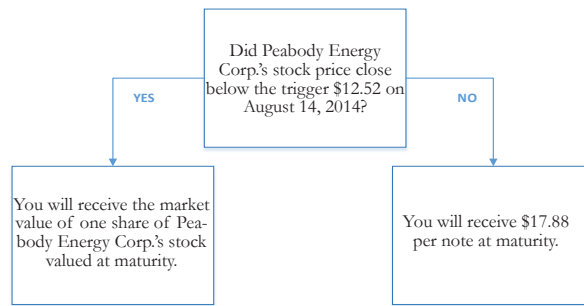 Did Peabody Energy
Corp.'s stock price close
below the trigger $12.52 on
August 14, 2014?
YES
NO
You will receive the market
value of one share of Pea-
body Energy Corp.'s stock
valued at maturity.
You will receive $17.88
per note at maturity.